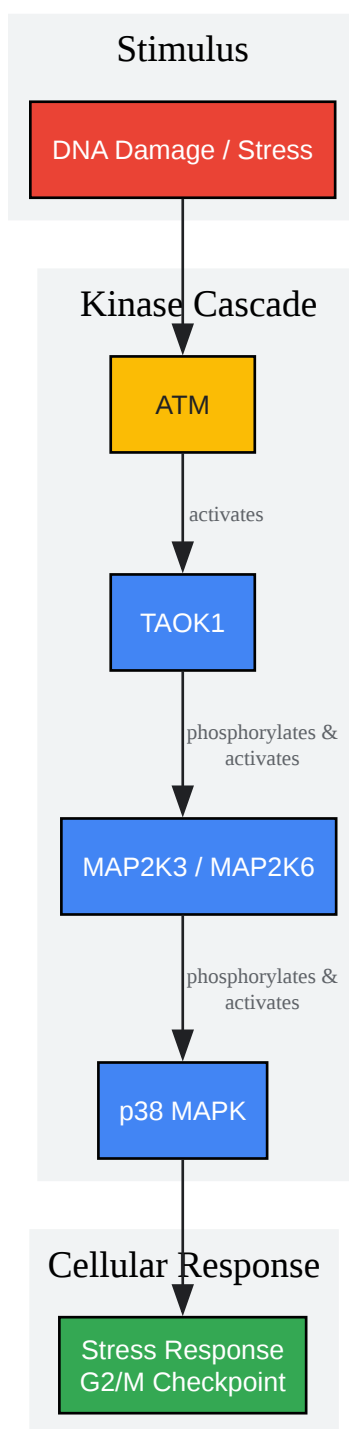 Stimulus
DNA Damage / Stress
Kinase Cascade
ATM
activates
TAOK1
phosphorylates &
activates
MAP2K3 / MAP2K6
phosphorylates &
activates
p38 MAPK
Cellular Response
Stress Response
G2/M Checkpoint